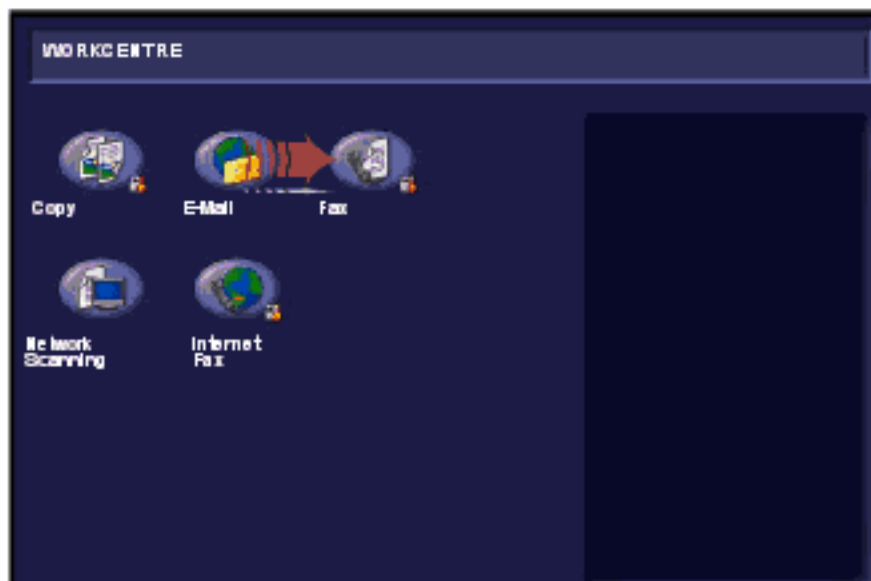 WORKCENTRE
Copy
E-Mail
Fax
Network
Scanning
Internet
Fax